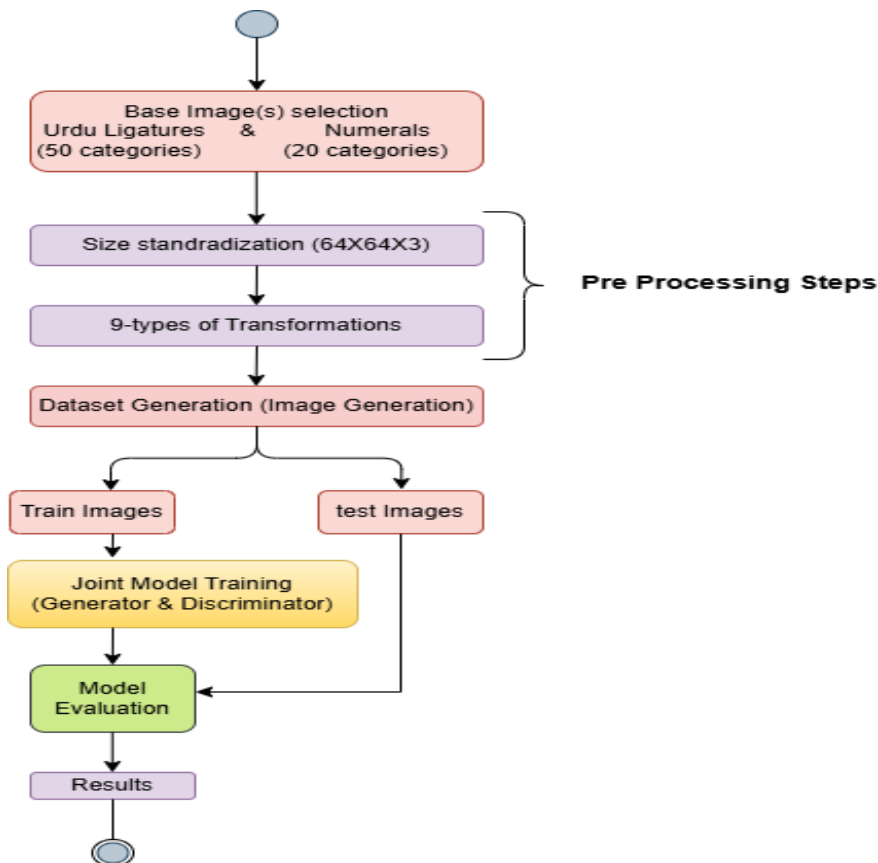 Base Image(s) selection
Urdu Ligatures & Numerals
(50 categories) (20 categories)
Size standradization (64X64X3)
Pre Processing Steps
9-types of Transformations
Dataset Generation (Image Generation)
Train Images
test Images
Joint Model Training
(Generator & Discriminator)
Model
Evaluation
Results